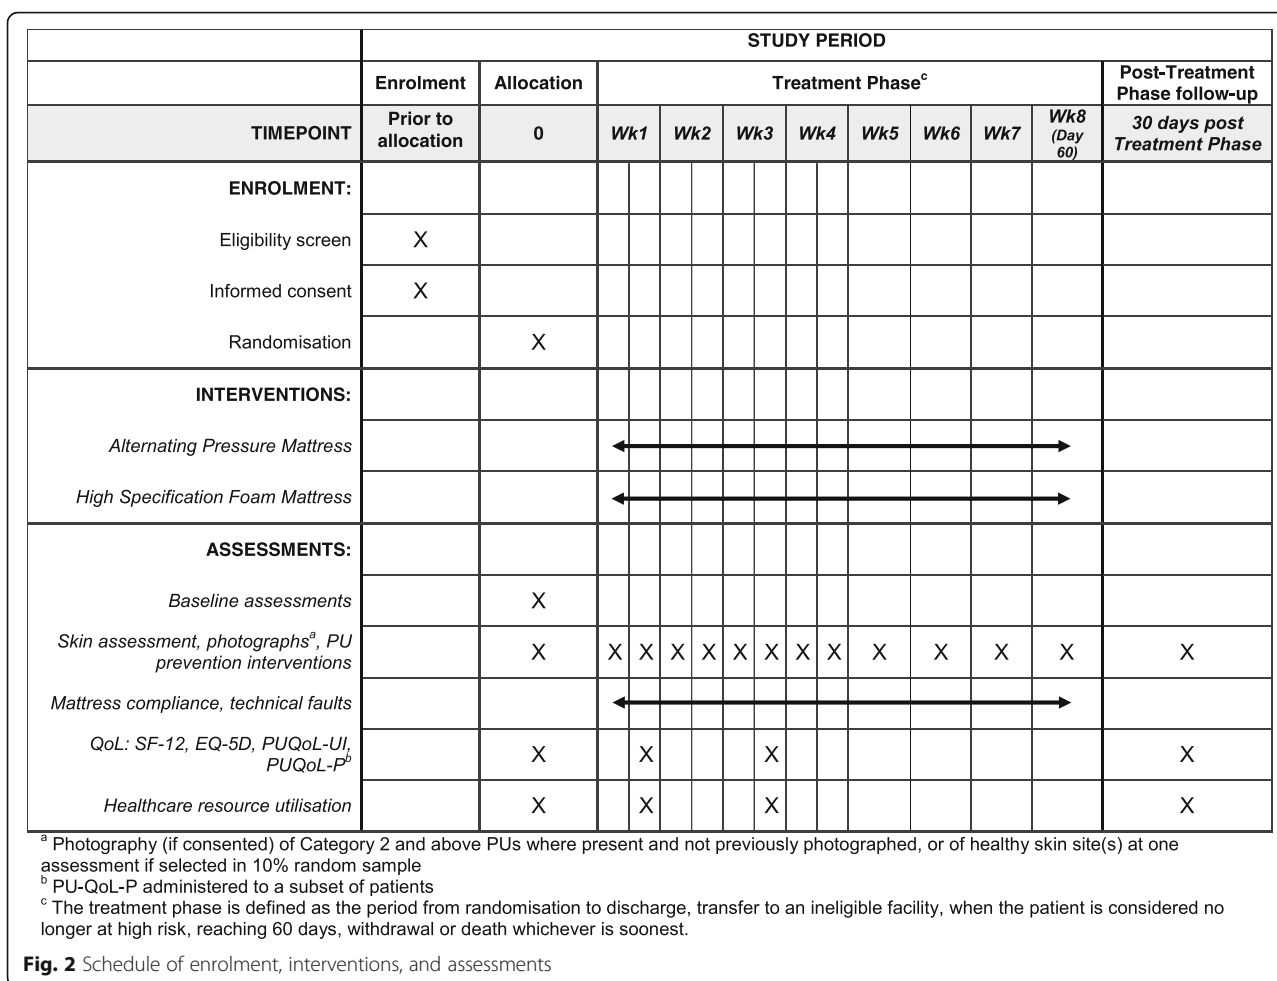 STUDY PERIOD
Enrolment Allocation Treatment Phasec Post-Treatment
Phase follow-up
TIMEPOINT Prior to
allocation 0 Wk1 Wk2 Wk3 Wk4 Wk5 Wk6 Wk7 Wk8
(Day
60) 30 days post
Treatment Phase
ENROLMENT:
Eligibility screen X
Informed consent X
Randomisation X
INTERVENTIONS:
Alternating Pressure Mattress
High Specification Foam Mattress
ASSESSMENTS:
Baseline assessments X
Skin assessment, photographsa, PU
prevention interventions X X X X X X X X X X X X X X
Mattress compliance, technical faults
QoL: SF-12, EQ-5D, PUQoL-UI,
PUQoL-Pb X X X X
Healthcare resource utilisation X X X X
a Photography (if consented) of Category 2 and above PUs where present and not previously photographed, or of healthy skin site(s) at one
assessment if selected in 10% random sample
b PU-QoL-P administered to a subset of patients
c The treatment phase is defined as the period from randomisation to discharge, transfer to an ineligible facility, when the patient is considered no
longer at high risk, reaching 60 days, withdrawal or death whichever is soonest.
Fig. 2 Schedule of enrolment, interventions, and assessments